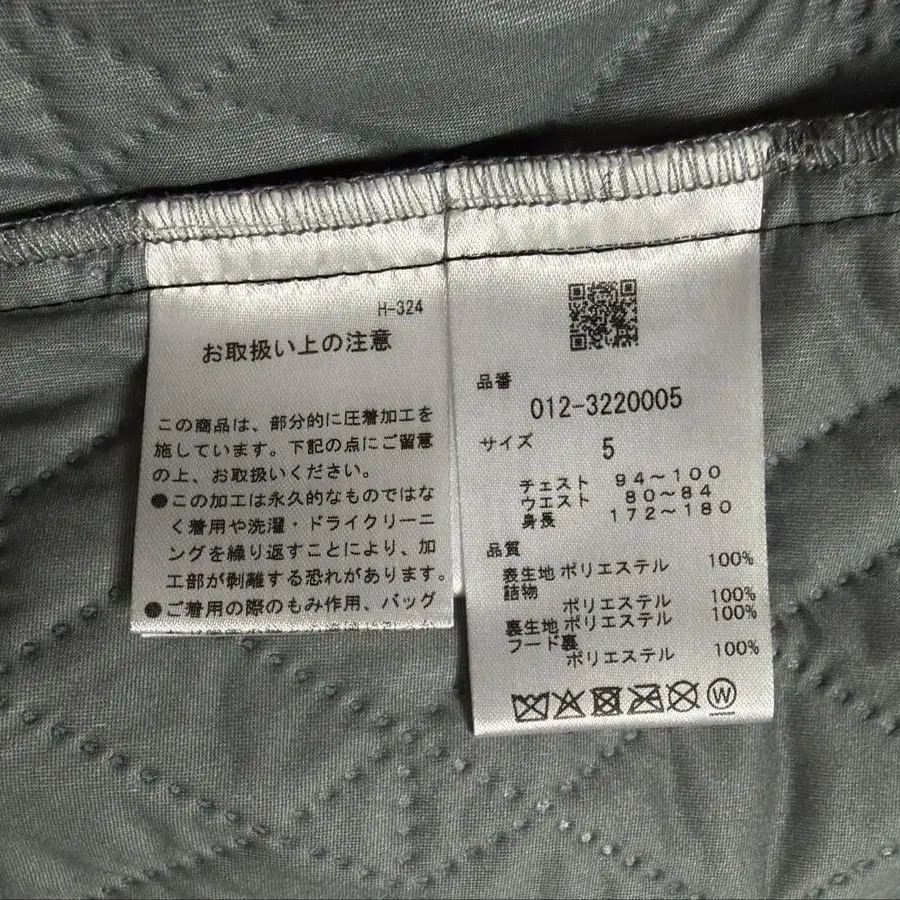 H-324
お取扱い上の注意
この商品は、部分的に圧着加工を
施しています。下記の点にご留意
の上、お取扱いください。
●この加工は永久的なものではな
く着用や洗濯・ドライクリーニ
ングを繰り返すことにより、加
工部が剥離する恐れがあります。
●ご着用の際のもみ作用、バッグ
品番
012-3220005
サイズ 5
チェスト 94～100
ウエスト 80～84
身長 172～180
品質
表生地 ポリエステル 100%
詰物
ポリエステル 100%
裏生地 ポリエステル 100%
フード裏
ポリエステル 100%
W